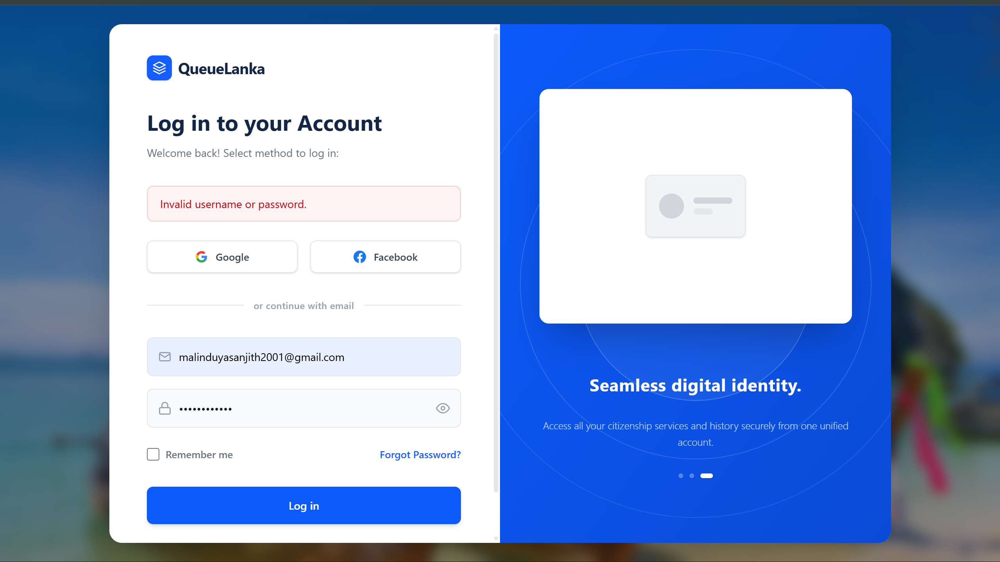 QueueLanka
Log in to your Account
Welcome back! Select method to log in:
Invalid username or password.
Google
Facebook
or continue with email
malinduyasanjith2001@gmail.com
••••••••••••
Remember me
Forgot Password?
Log in
Seamless digital identity.
Access all your citizenship services and history securely from one unified
account.